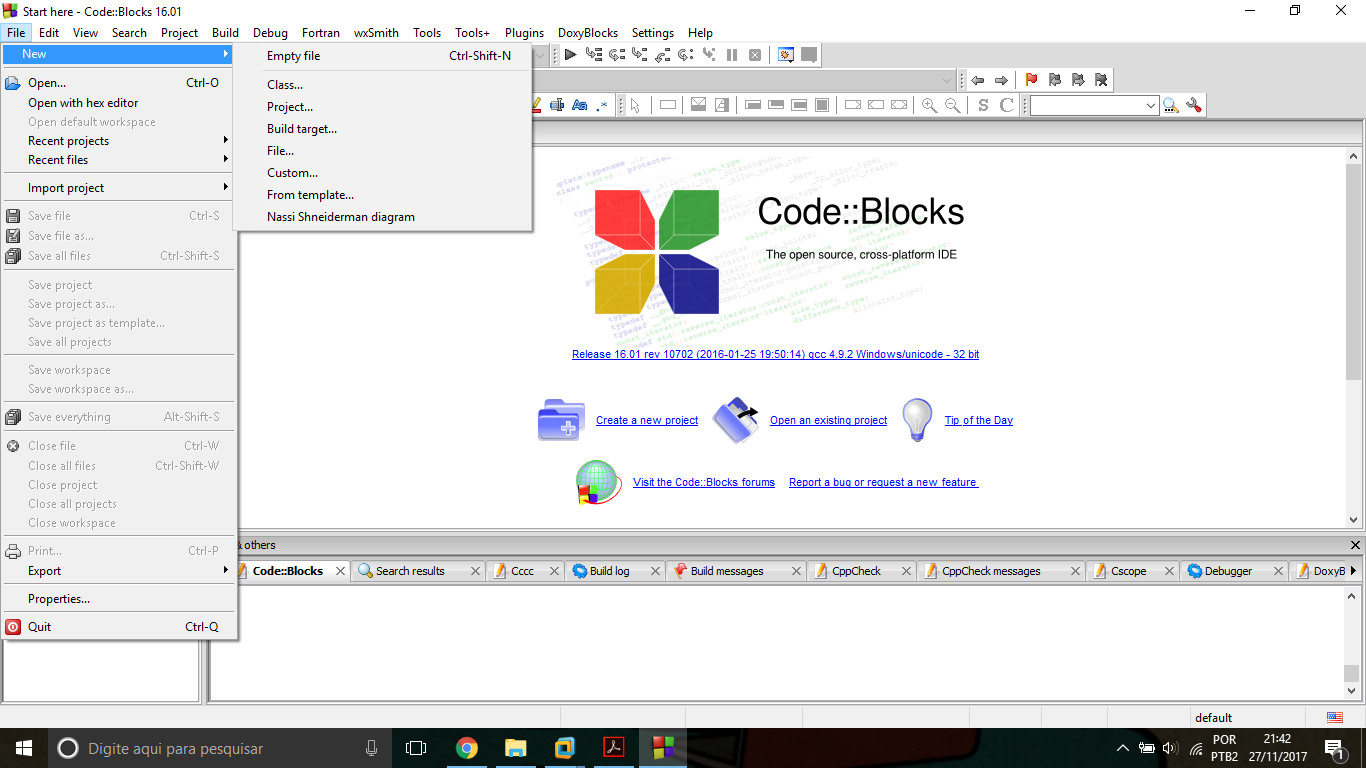 Start here - Code::Blocks 16.01
File Edit View Search Project Build Debug Fortran wxSmith Tools Tools+ Plugins DoxyBlocks Settings Help
New
Open... Ctrl-O
Open with hex editor
Open default workspace
Recent projects
Recent files
Import project
Save file Ctrl-S
Save file as...
Save all files Ctrl-Shift-S
Save project
Save project as...
Save project as template...
Save all projects
Save workspace
Save workspace as...
Save everything Alt-Shift-S
Close file Ctrl-W
Close all files Ctrl-Shift-W
Close project
Close all projects
Close workspace
Print... Ctrl-P
Export
Properties...
Quit Ctrl-Q
Empty file Ctrl-Shift-N
Class...
Project...
Build target...
File...
Custom...
From template...
Nassi Shneiderman diagram
Code::Blocks
The open source, cross-platform IDE
Release 16.01 rev 10702 (2016-01-25 19:50:14) gcc 4.9.2 Windows/unicode - 32 bit
Create a new project Open an existing project Tip of the Day
Visit the Code::Blocks forums Report a bug or request a new feature
& others
Code::Blocks Search results Cccc Build log Build messages CppCheck CppCheck messages Cscope Debugger DoxyB
default
Digite aqui para pesquisar
POR 21:42
PTB2 27/11/2017
1